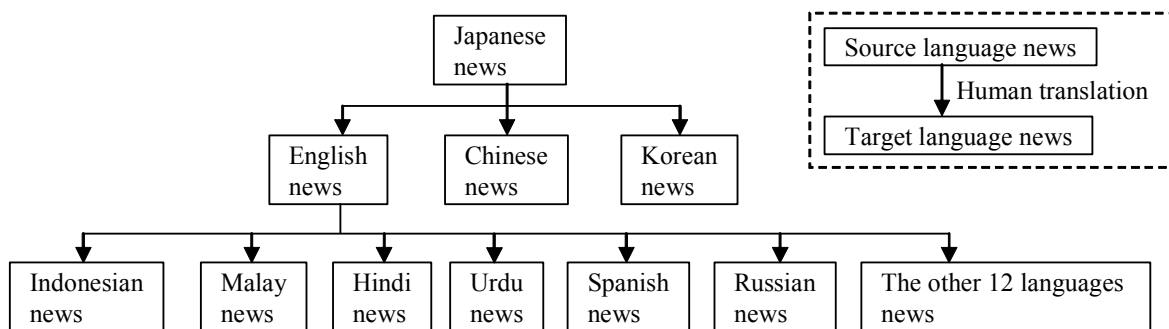 Japanese
news
Source language news
Human translation
Target language news
English
news
Chinese
news
Korean
news
Indonesian
news
Malay
news
Hindi
news
Urdu
news
Spanish
news
Russian
news
The other 12 languages
news